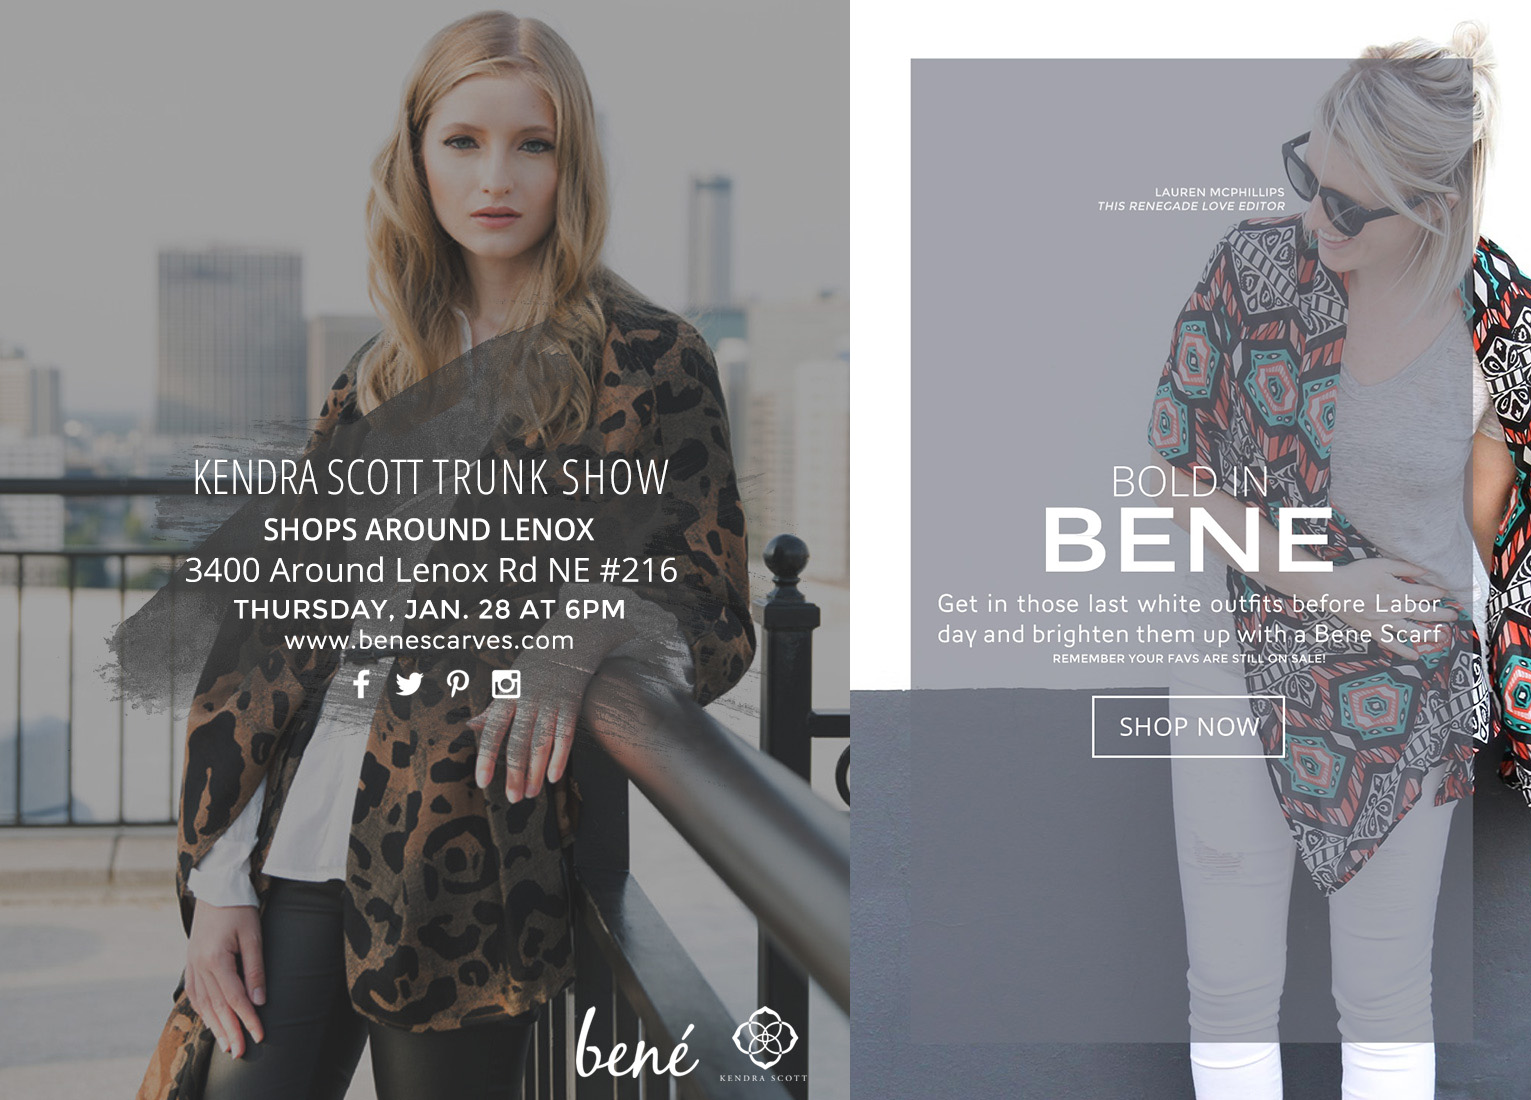 KENDRA SCOTT TRUNK SHOW
SHOPS AROUND LENOX
3400 Around Lenox Rd NE #216
THURSDAY, JAN. 28 AT 6PM
www.benescarves.com
bené
KENDRA SCOTT
LAUREN MCPHILLIPS
THIS RENEGADE LOVE EDITOR
BOLD IN
BENE
Get in those last white outfits before Labor
day and brighten them up with a Bene Scarf
REMEMBER YOUR FAVS ARE STILL ON SALE!
SHOP NOW